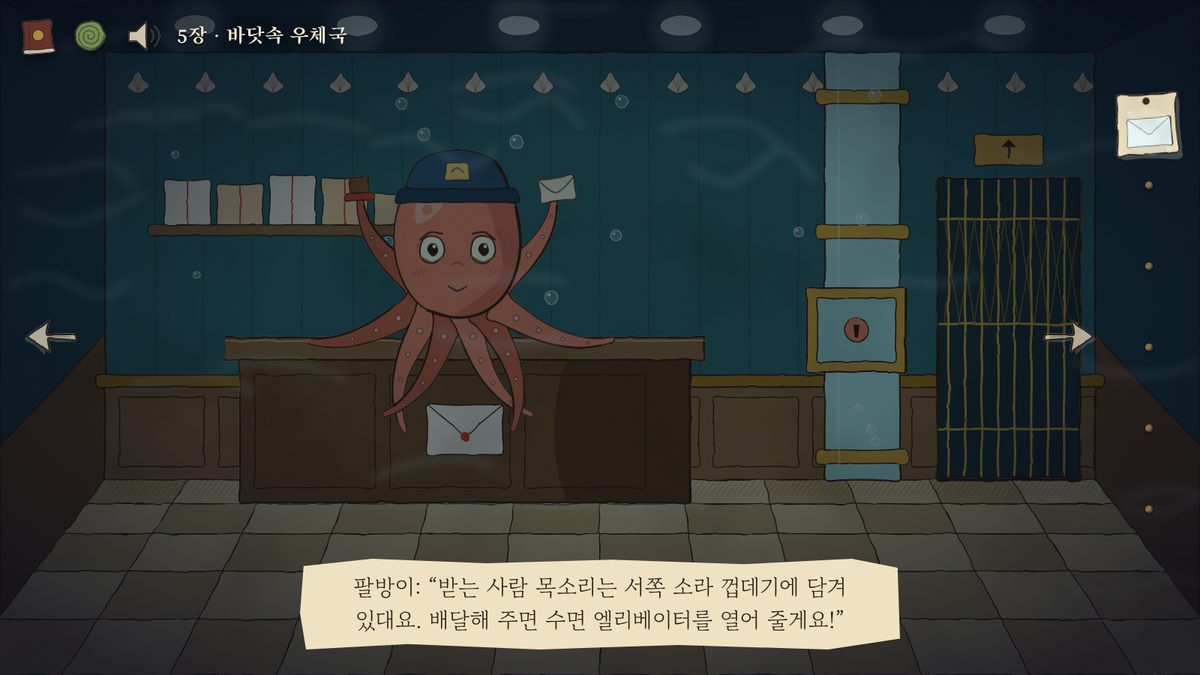 5장 · 바닷속 우체국
팔방이: “받는 사람 목소리는 서쪽 소라 껍데기에 담겨
있대요. 배달해 주면 수면 엘리베이터를 열어 줄게요!”